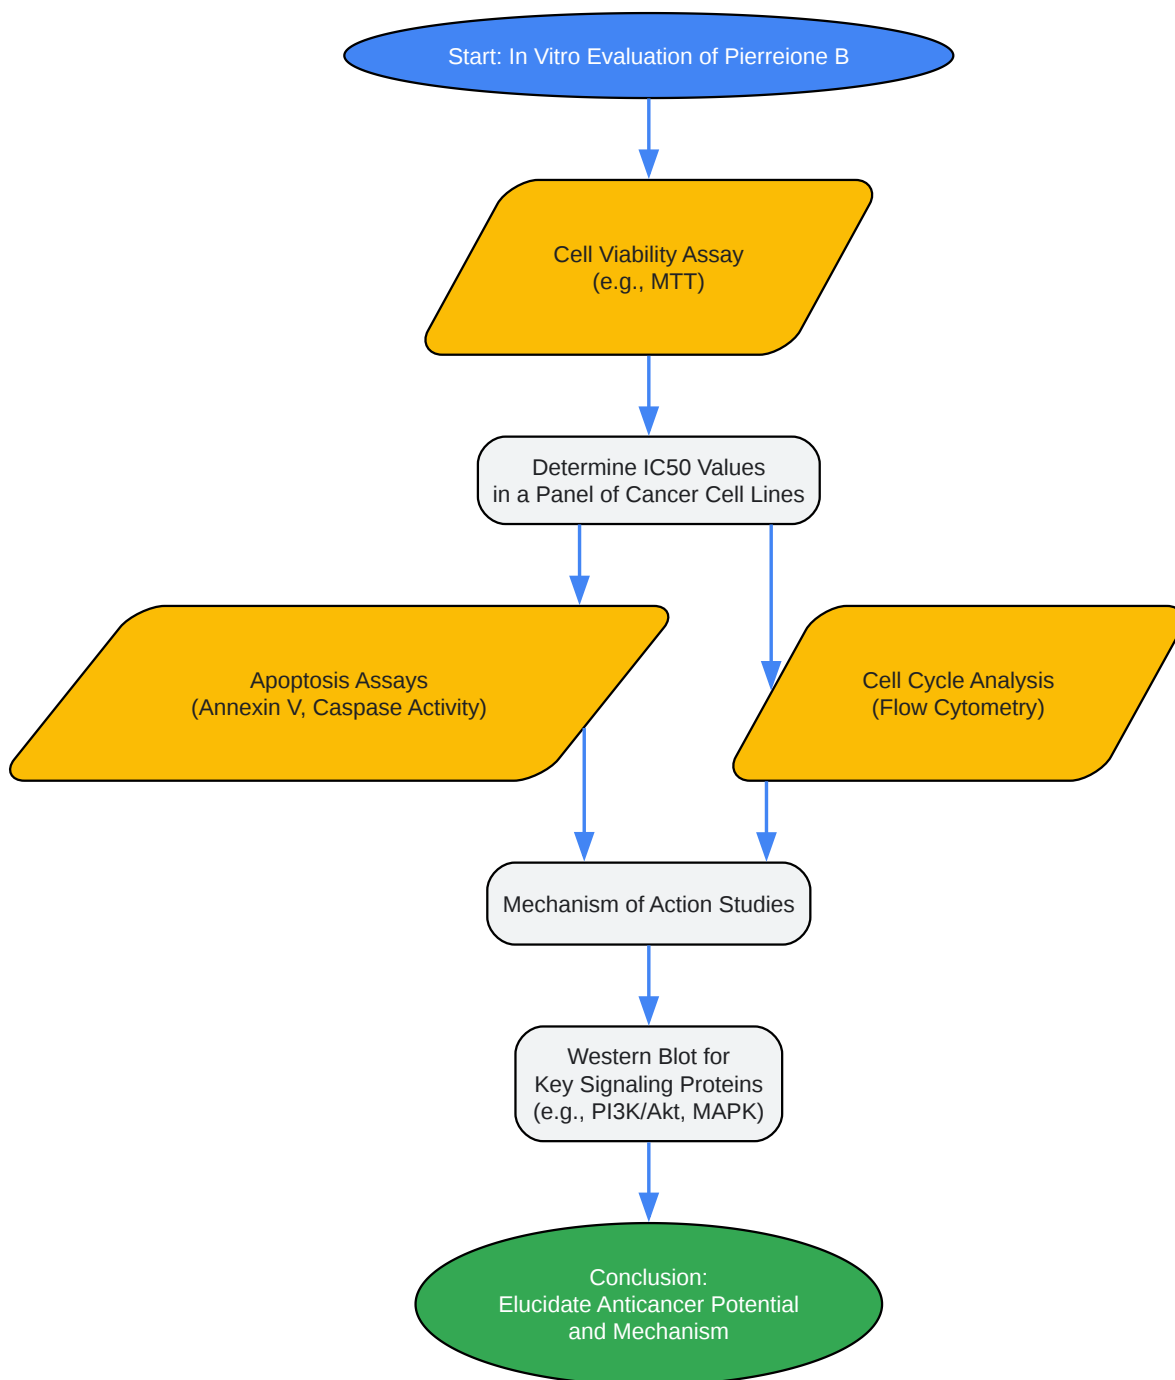 Start: In Vitro Evaluation of Pierreione B
Cell Viability Assay
(e.g., MTT)
Determine IC50 Values
in a Panel of Cancer Cell Lines
Apoptosis Assays
(Annexin V, Caspase Activity)
Cell Cycle Analysis
(Flow Cytometry)
Mechanism of Action Studies
Western Blot for
Key Signaling Proteins
(e.g., PI3K/Akt, MAPK)
Conclusion:
Elucidate Anticancer Potential
and Mechanism